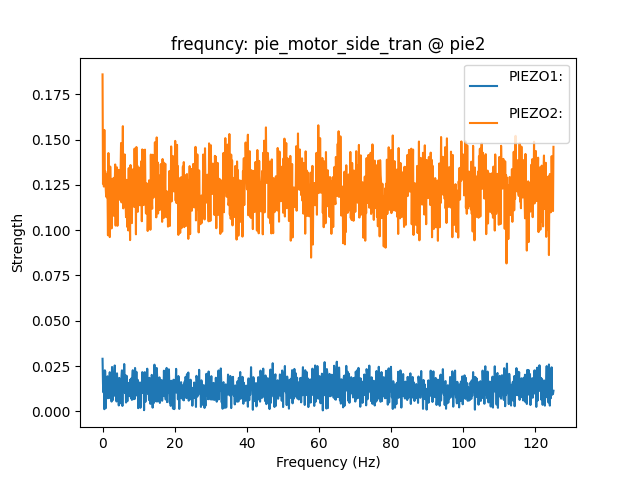 frequncy: pie_motor_side_tran @ pie2
PIEZO1:
PIEZO2:
0.175
0.150
0.125
0.100
0.075
0.050
0.025
0.000
Strength
0 20 40 60 80 100 120
Frequency (Hz)